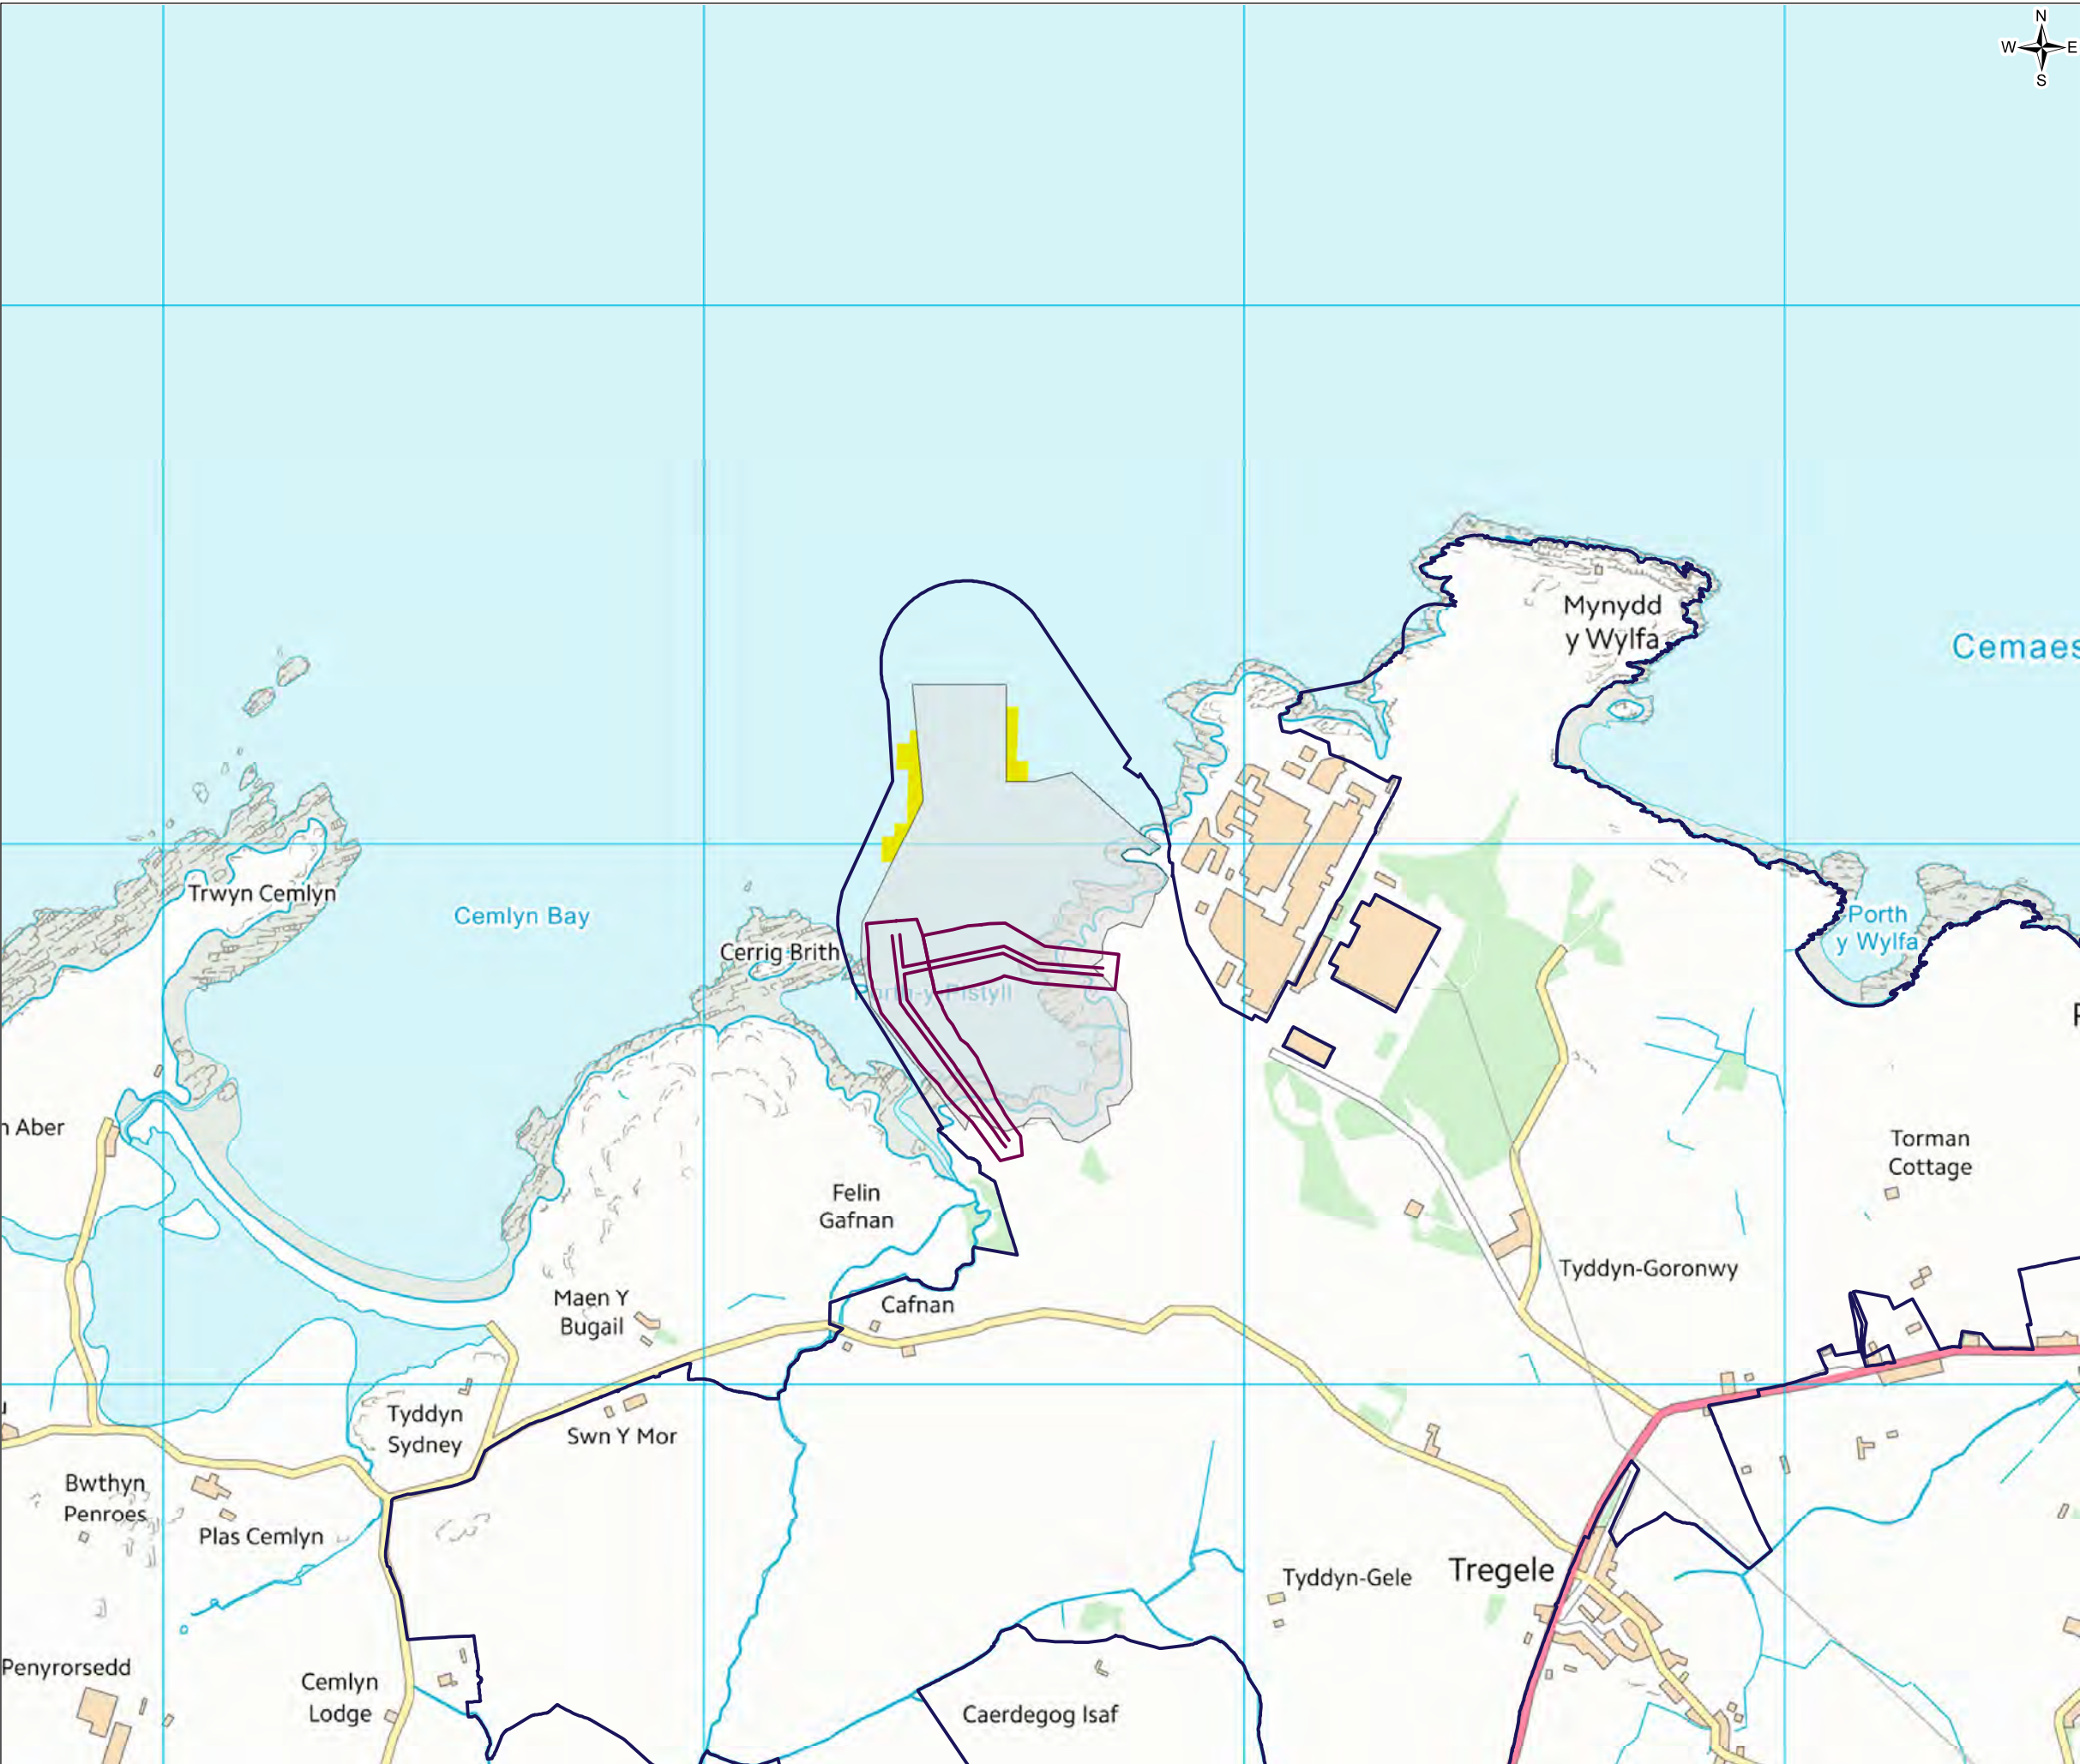 N
W E
S
Mynydd
y Wylfa
Cemaes
Trwyn Cemlyn
Cemlyn Bay
Cerrig Brith
Porth-y-Pistyll
Porth
y Wylfa
Aber
Torman
Cottage
Felin
Gafnan
Tyddyn-Goronwy
Maen Y
Bugail
Cafnan
Tyddyn
Sydney
Swn Y Mor
Bwthyn
Penroes
Plas Cemlyn
Tyddyn-Gele
Tregele
Penyrorsedd
Cemlyn
Lodge
Caerdegog Isaf